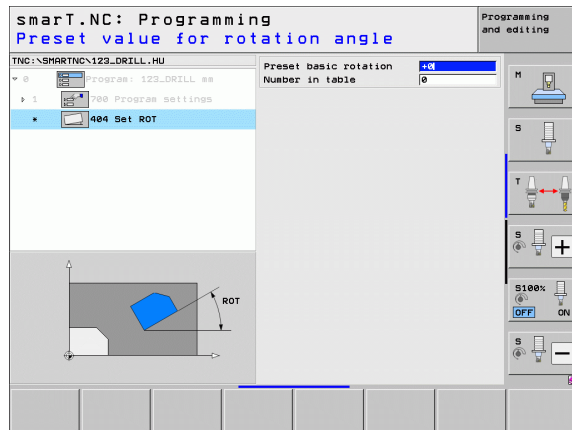 smarT.NC: Programming
Preset value for rotation angle
Programming
and editing
TNC:\SMARTNC\123_DRILL.HU
0 Program: 123_DRILL mm
1 700 Program settings
* 404 Set ROT
Preset basic rotation +0
Number in table 0
ROT
M
S
T
S
S100%
OFF ON
S